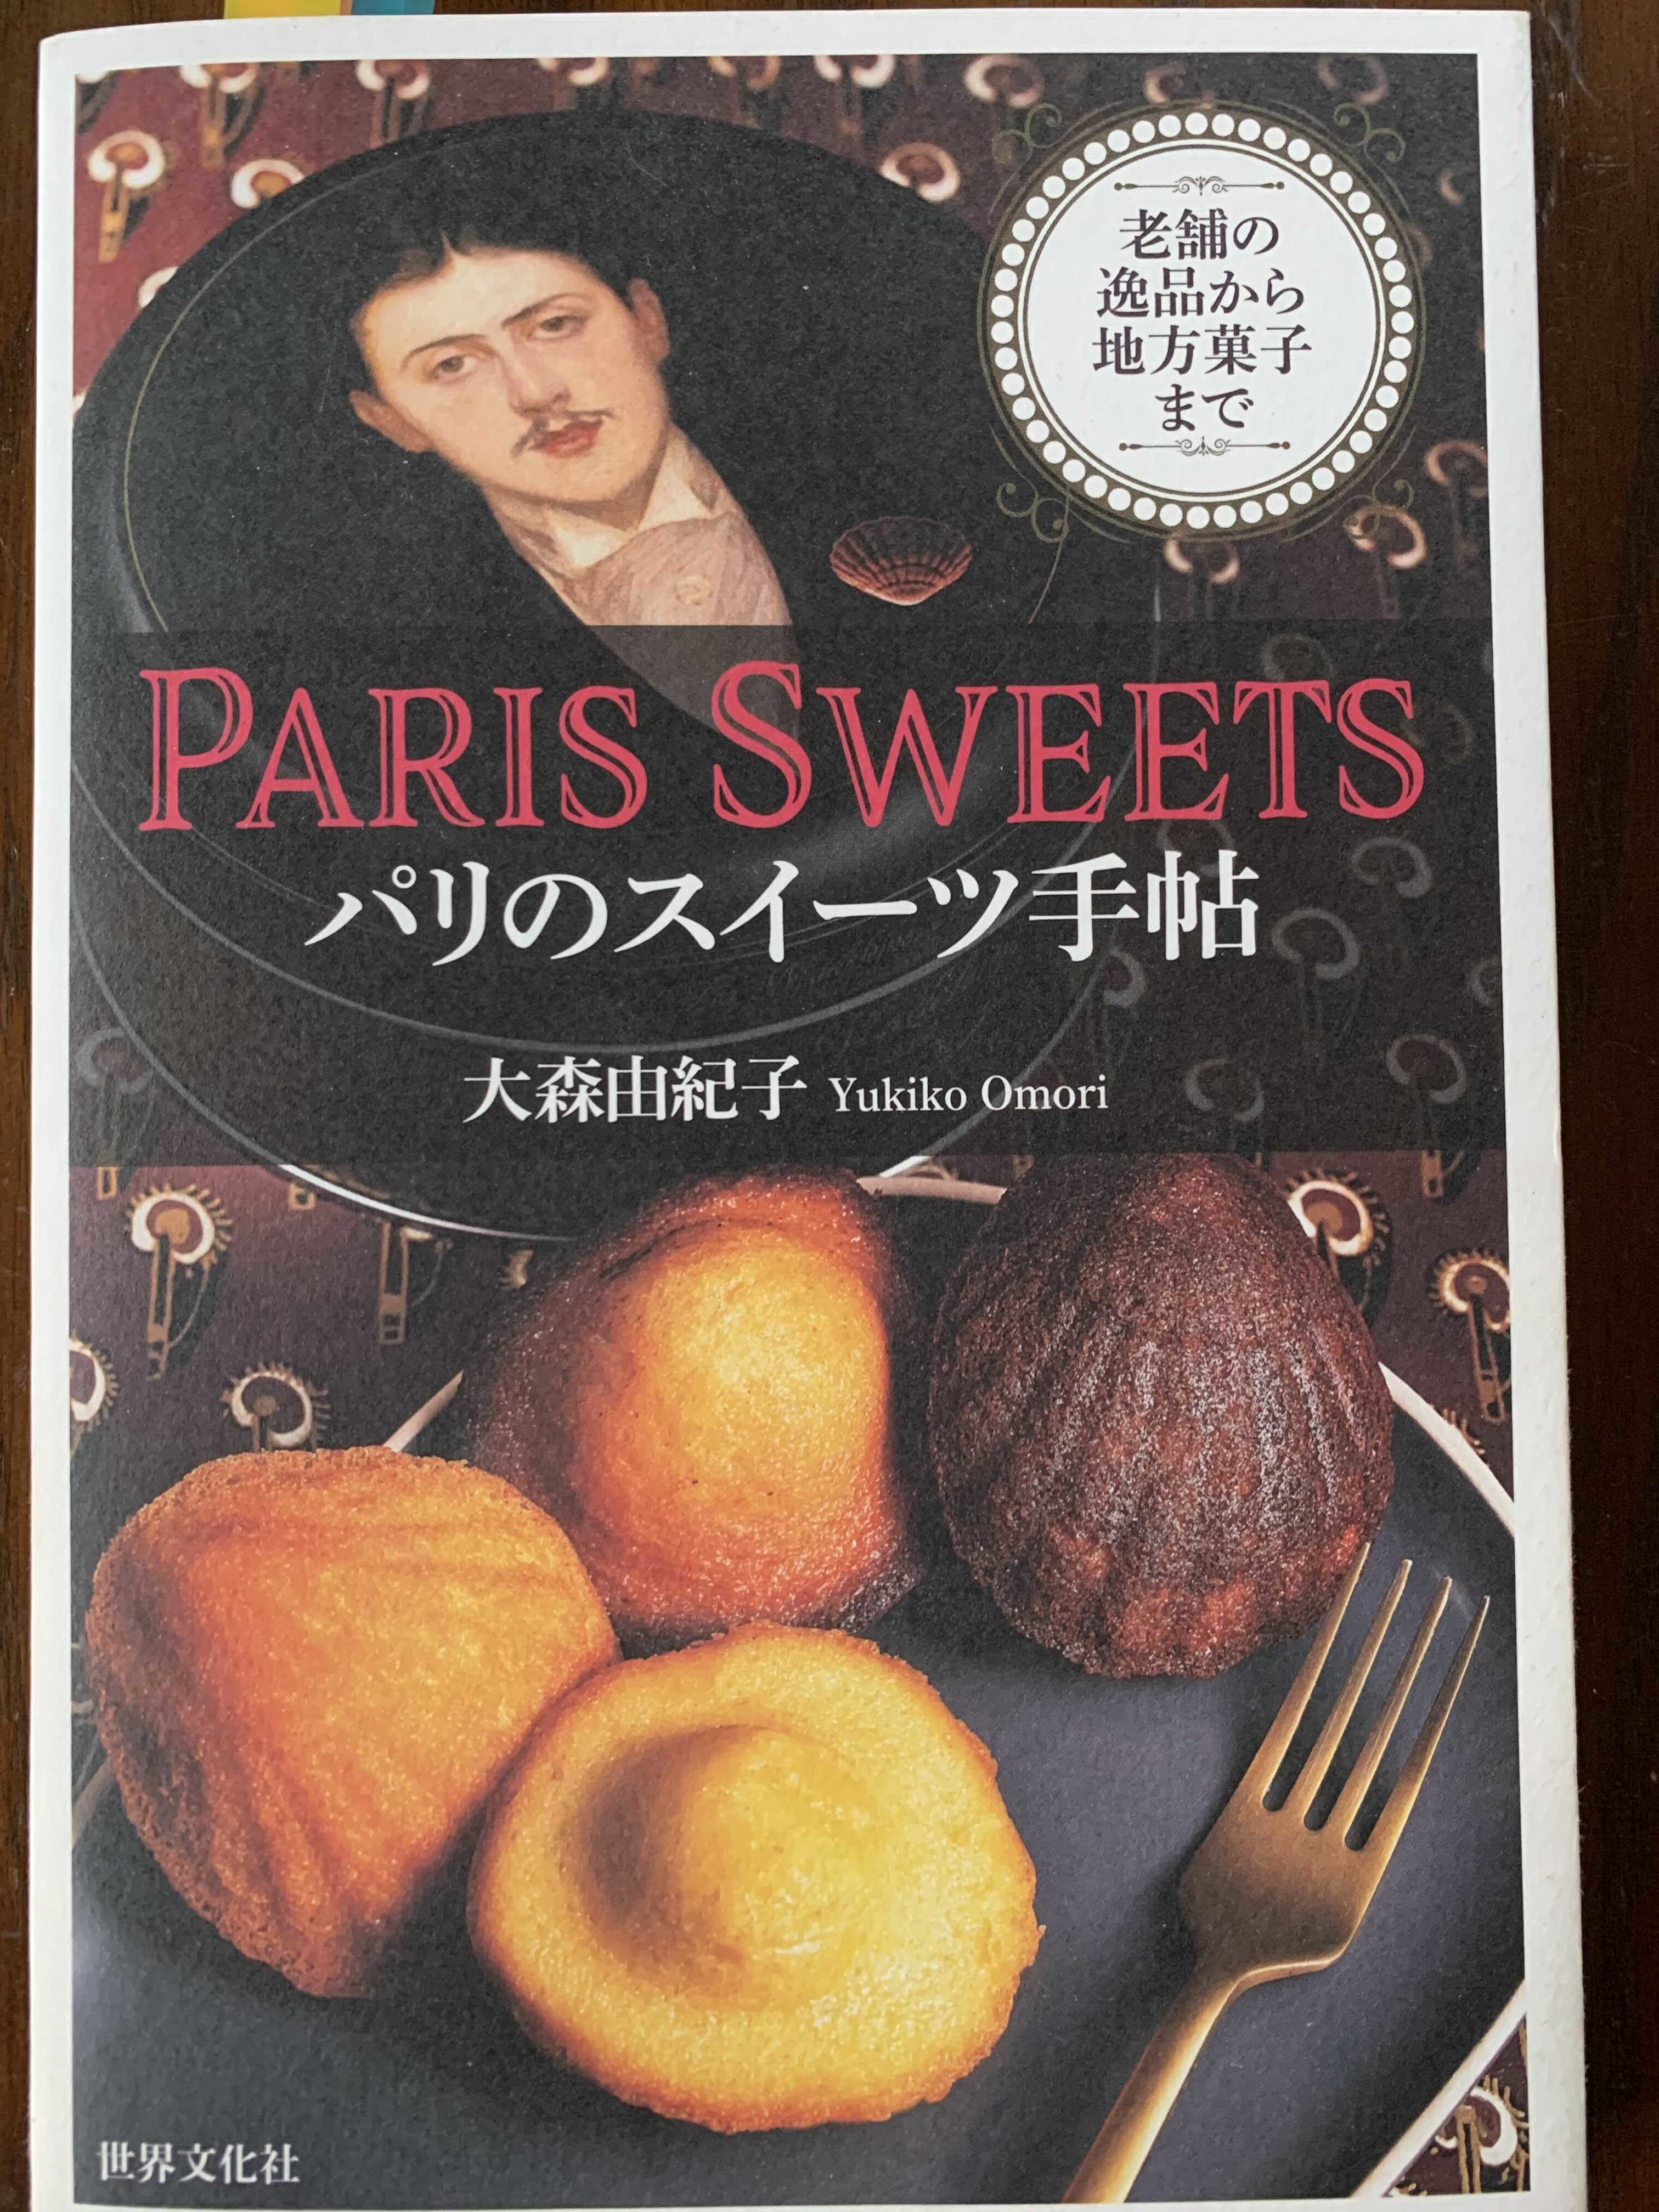 老舗の
逸品から
地方菓子
まで
PARIS SWEETS
パリのスイーツ手帖
大森由紀子 Yukiko Omori
世界文化社